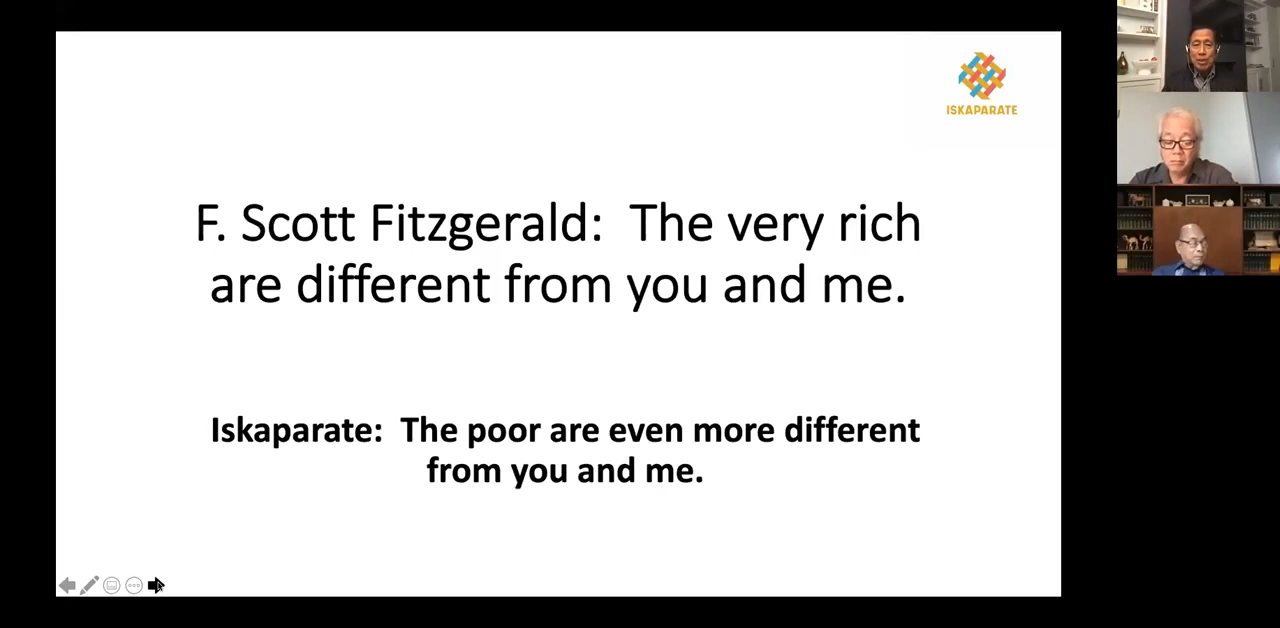 ISKAPARATE
F. Scott Fitzgerald:  The very rich
are different from you and me.
Iskaparate:  The poor are even more different
from you and me.